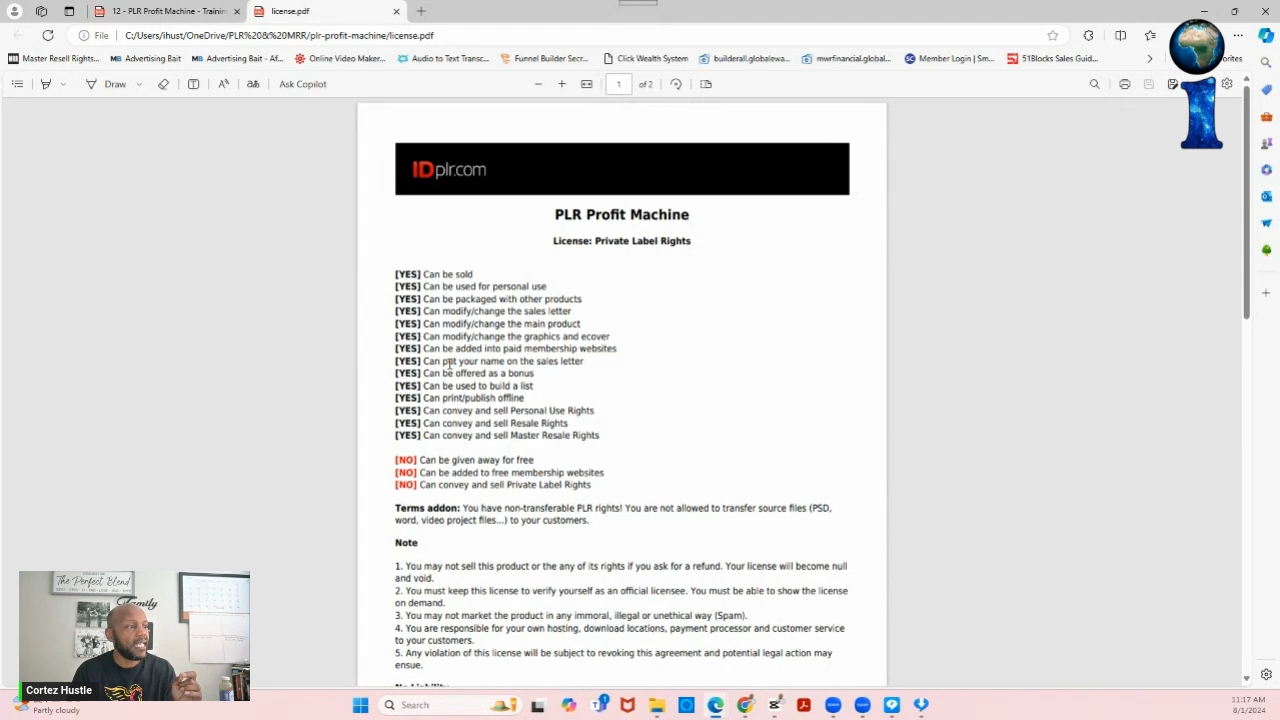 12 - PLR Profit Machine - Trainin
license.pdf
File
C:/Users/ihust/OneDrive/PLR%20&%20MRR/plr-profit-machine/license.pdf
Master Resell Rights...
MB Advertising Bait
MB Advertising Bait - Af...
Online Video Maker...
Audio to Text Transc...
Funnel Builder Secr...
Click Wealth System
builderall.globalewa...
mwrfinancial.global...
SC Member Login | Sm...
51Blocks Sales Guid...
vorites
Draw
Ask Copilot
1 of 2
IDplr.com
PLR Profit Machine
License: Private Label Rights
[YES] Can be sold
[YES] Can be used for personal use
[YES] Can be packaged with other products
[YES] Can modify/change the sales letter
[YES] Can modify/change the main product
[YES] Can modify/change the graphics and ecover
[YES] Can be added into paid membership websites
[YES] Can put your name on the sales letter
[YES] Can be offered as a bonus
[YES] Can be used to build a list
[YES] Can print/publish offline
[YES] Can convey and sell Personal Use Rights
[YES] Can convey and sell Resale Rights
[YES] Can convey and sell Master Resale Rights
[NO] Can be given away for free
[NO] Can be added to free membership websites
[NO] Can convey and sell Private Label Rights
Terms addon: You have non-transferable PLR rights! You are not allowed to transfer source files (PSD,
word, video project files...) to your customers.
Note
1. You may not sell this product or the any of its rights if you ask for a refund. Your license will become null
and void.
2. You must keep this license to verify yourself as an official licensee. You must be able to show the license
on demand.
3. You may not market the product in any immoral, illegal or unethical way (Spam).
4. You are responsible for your own hosting, download locations, payment processor and customer service
to your customers.
5. Any violation of this license will be subject to revoking this agreement and potential legal action may
ensue.
No Liability
The Perfect Blend
Family
Cortez Hustle
Partly cloudy
Search
11:17 AM
8/1/2024